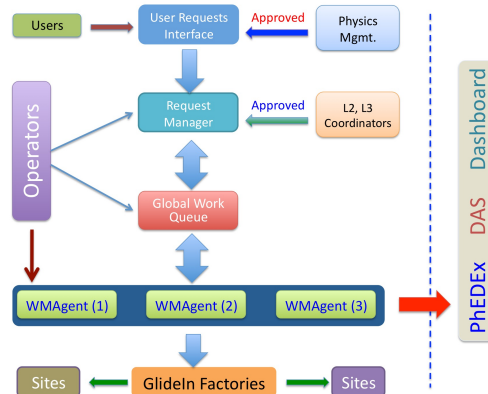 Users
User Requests
Interface
Approved
Physics
Mgmt.
Operators
Request
Manager
Approved
L2, L3
Coordinators
Global Work
Queue
WMAgent (1)
WMAgent (2)
WMAgent (3)
Sites
GlideIn Factories
Sites
PhEDEx DAS Dashboard